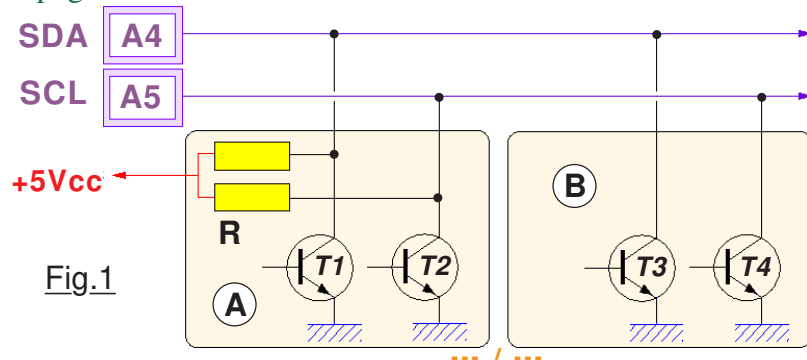 SDA A4
SCL A5
+5Vcc
R
B
T1 T2 T3 T4
Fig.1
A
--- / ---